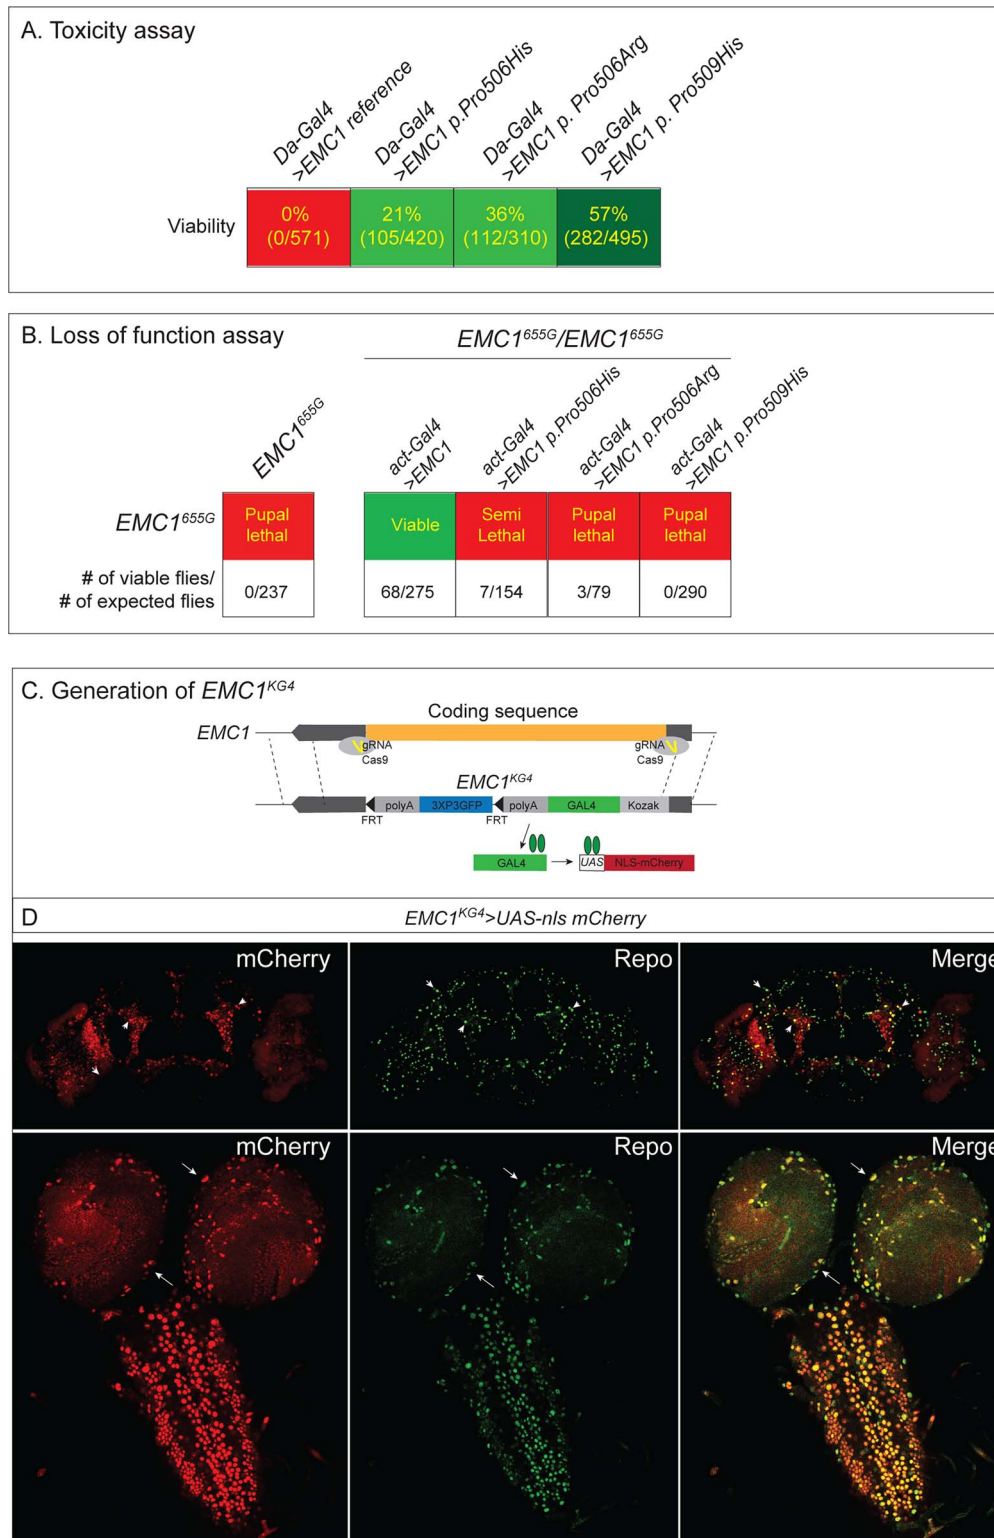 A. Toxicity assay
Da-Gal4
>EMC1 reference
Da-Gal4
>EMC1 p.Pro506His
Da-Gal4
>EMC1 p. Pro506Arg
Da-Gal4
>EMC1 p. Pro509His
Viability
0%
(0/571)
21%
(105/420)
36%
(112/310)
57%
(282/495)
B. Loss of function assay
EMC1655G/EMC1655G
EMC1655G
act-Gal4
>EMC1
act-Gal4
>EMC1 p.Pro506His
act-Gal4
>EMC1 p.Pro506Arg
act-Gal4
>EMC1 p.Pro509His
EMC1655G
Pupal
lethal
Viable
Semi
Lethal
Pupal
lethal
Pupal
lethal
# of viable flies/
# of expected flies
0/237
68/275
7/154
3/79
0/290
C. Generation of EMC1KG4
Coding sequence
EMC1
gRNA
Cas9
gRNA
Cas9
EMC1KG4
polyA
3XP3GFP
polyA
GAL4
Kozak
FRT
FRT
GAL4
UAS
NLS-mCherry
D
EMC1KG4>UAS-nls mCherry
mCherry
Repo
Merge
mCherry
Repo
Merge